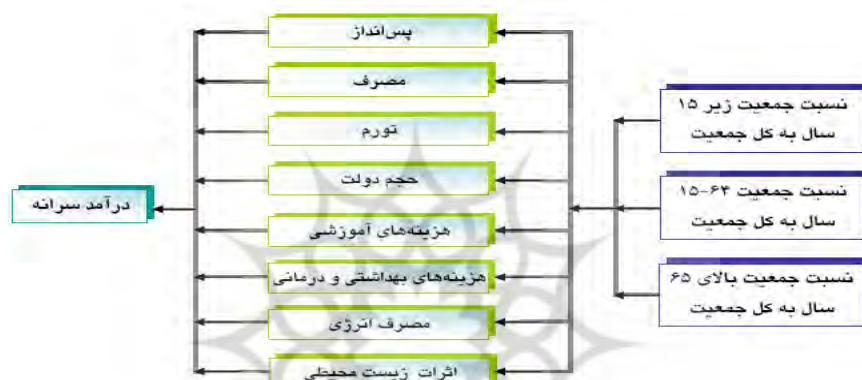 نسبت جمعیت زیر ۱۵
سال به کل جمعیت
نسبت جمعیت ۶۴-۱۵
سال به کل جمعیت
نسبت جمعیت بالای ۶۵
سال به کل جمعیت
پس‌انداز
مصرف
تورم
حجم دولت
هزینه‌های آموزشی
هزینه‌های بهداشتی و درمانی
مصرف انرژی
اثرات زیست محیطی
درآمد سرانه